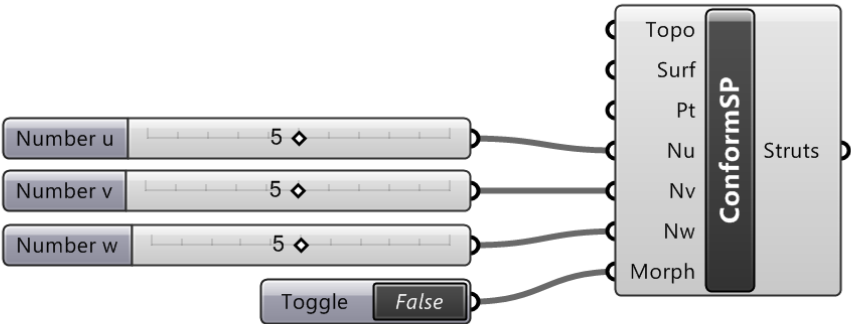 Topo
Surf
Pt
Nu
Nv
Nw
Morph
ConformSP
Struts
Number u 5
Number v 5
Number w 5
Toggle False